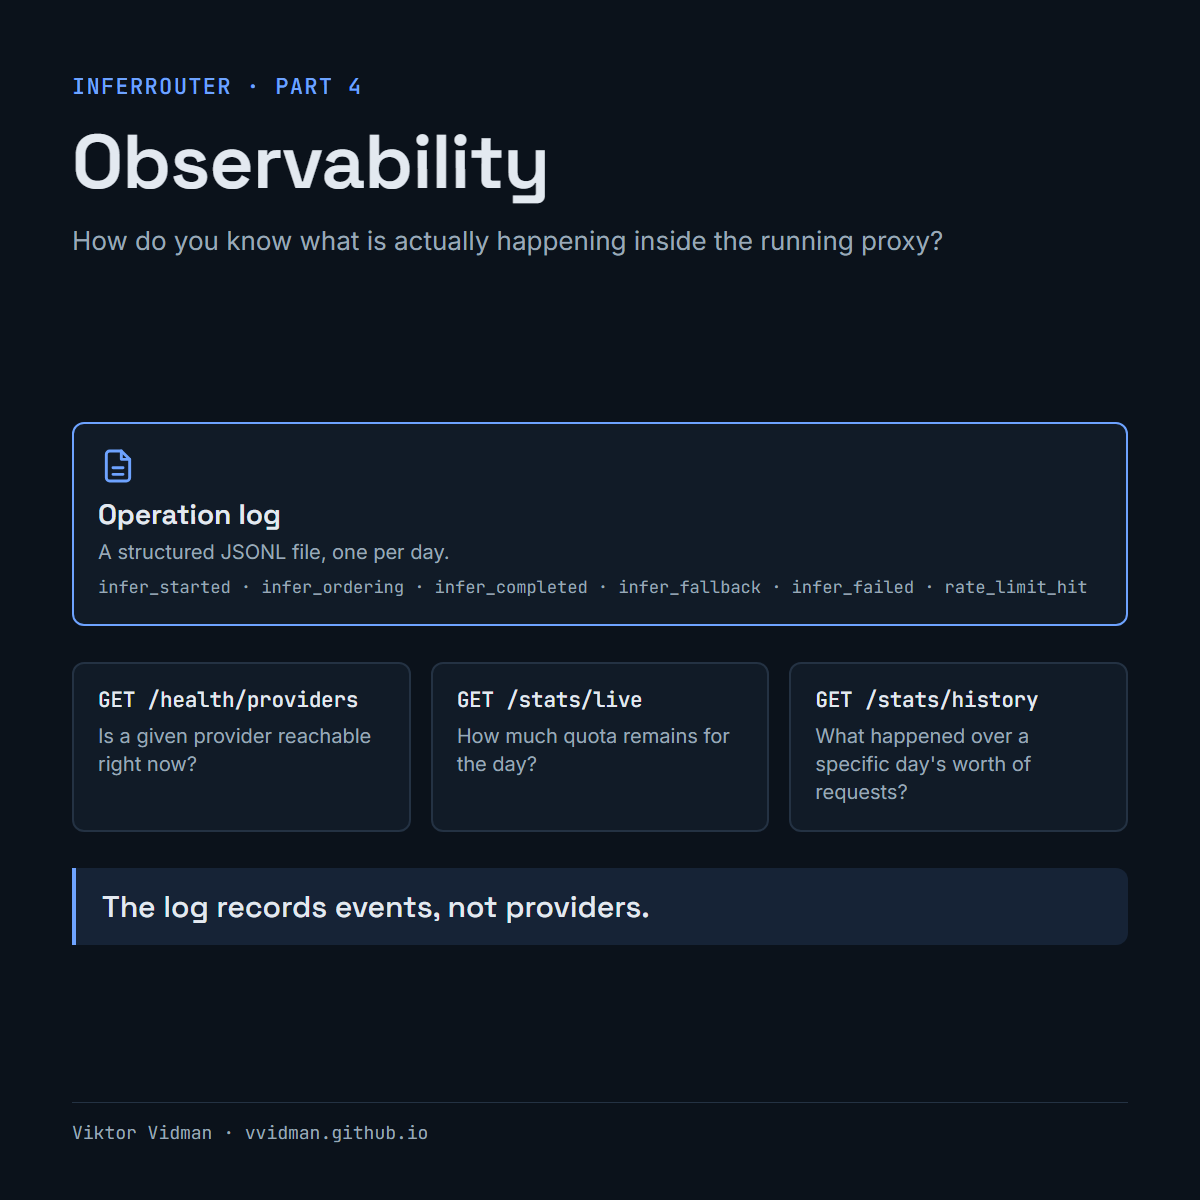 INFERROUTER · PART 4
Observability
How do you know what is actually happening inside the running proxy?
Operation log
A structured JSONL file, one per day.
infer_started · infer_ordering · infer_completed · infer_fallback · infer_failed · rate_limit_hit
GET /health/providers
Is a given provider reachable
right now?
GET /stats/live
How much quota remains for
the day?
GET /stats/history
What happened over a
specific day's worth of
requests?
The log records events, not providers.
Viktor Vidman · vvidman.github.io